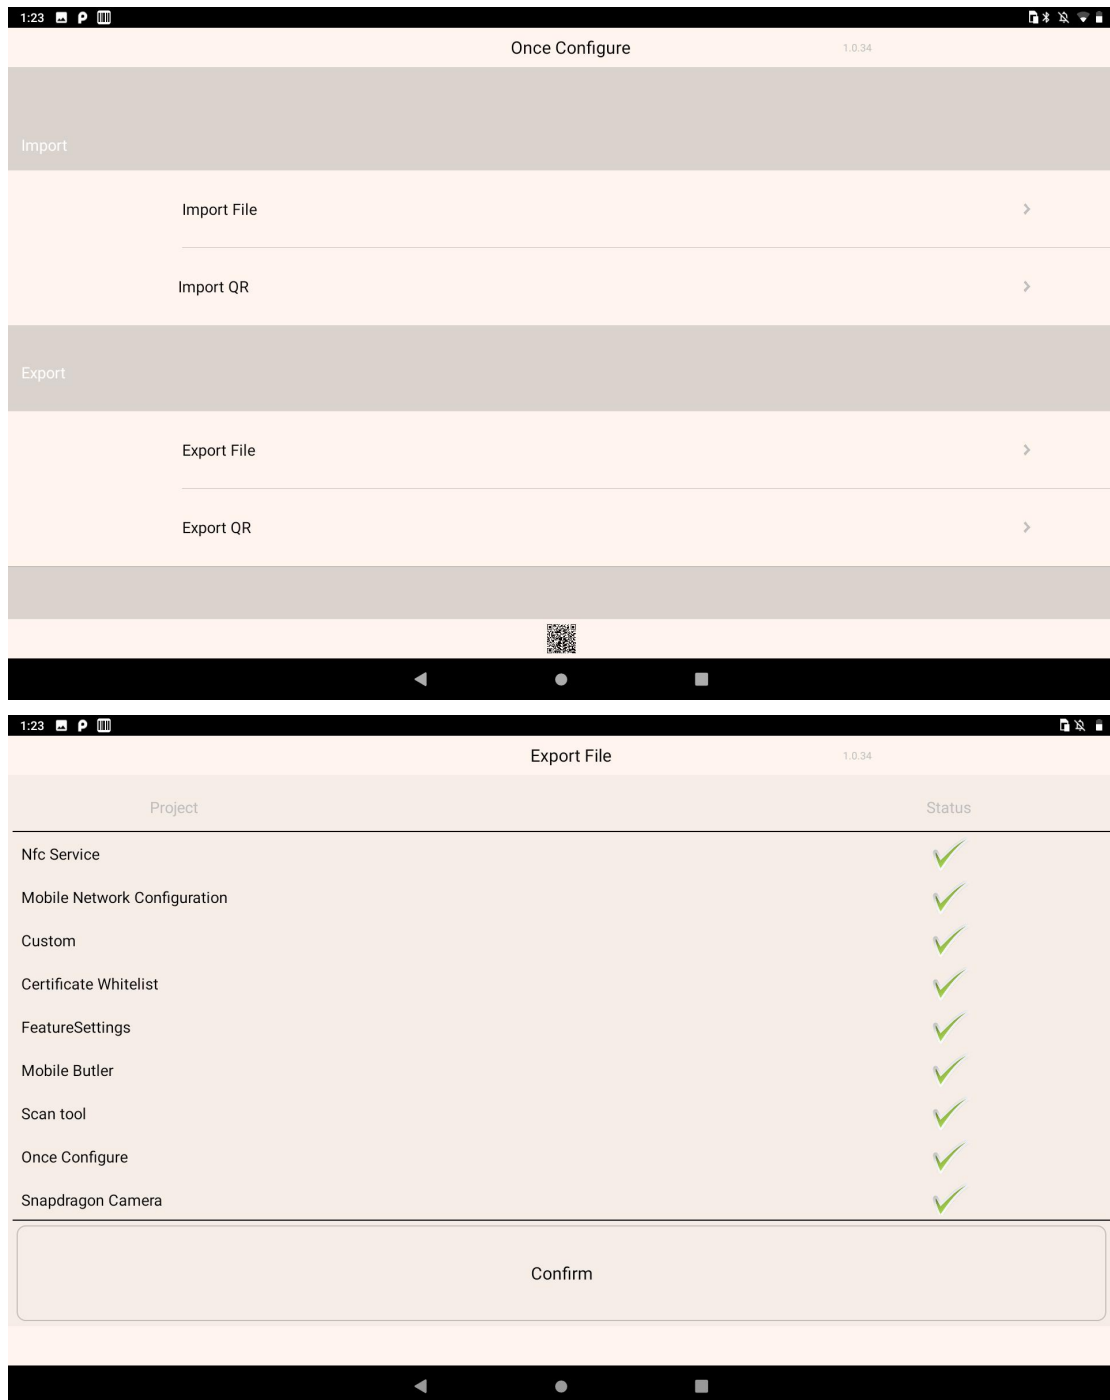 1:23
Once Configure 1.0.34
Import
Import File
Import QR
Export
Export File
Export QR
1:23
Export File 1.0.34
Project Status
Nfc Service
Mobile Network Configuration
Custom
Certificate Whitelist
FeatureSettings
Mobile Butler
Scan tool
Once Configure
Snapdragon Camera
Confirm